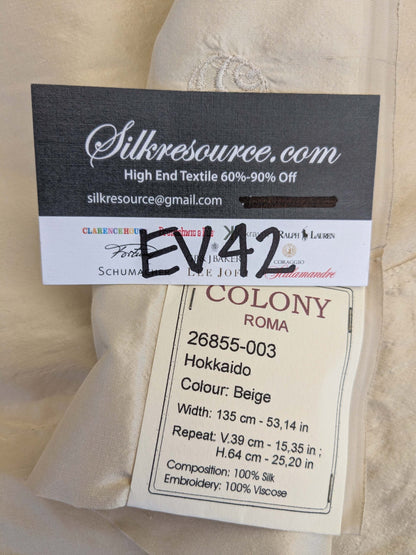 Silkresource.com
High End Textile 60%-90% Off
silkresource@gmail.com
CLARENCE HOUSE
RALPH LAUREN
EV42
CORAGGIO
SCHUMACHER
LEE JOFA
Scalamandre
COLONY
ROMA
26855-003
Hokkaido
Colour: Beige
Width: 135 cm - 53,14 in
Repeat: V.39 cm - 15,35 in ;
H.64 cm - 25,20 in
Composition: 100% Silk
Embroidery: 100% Viscose